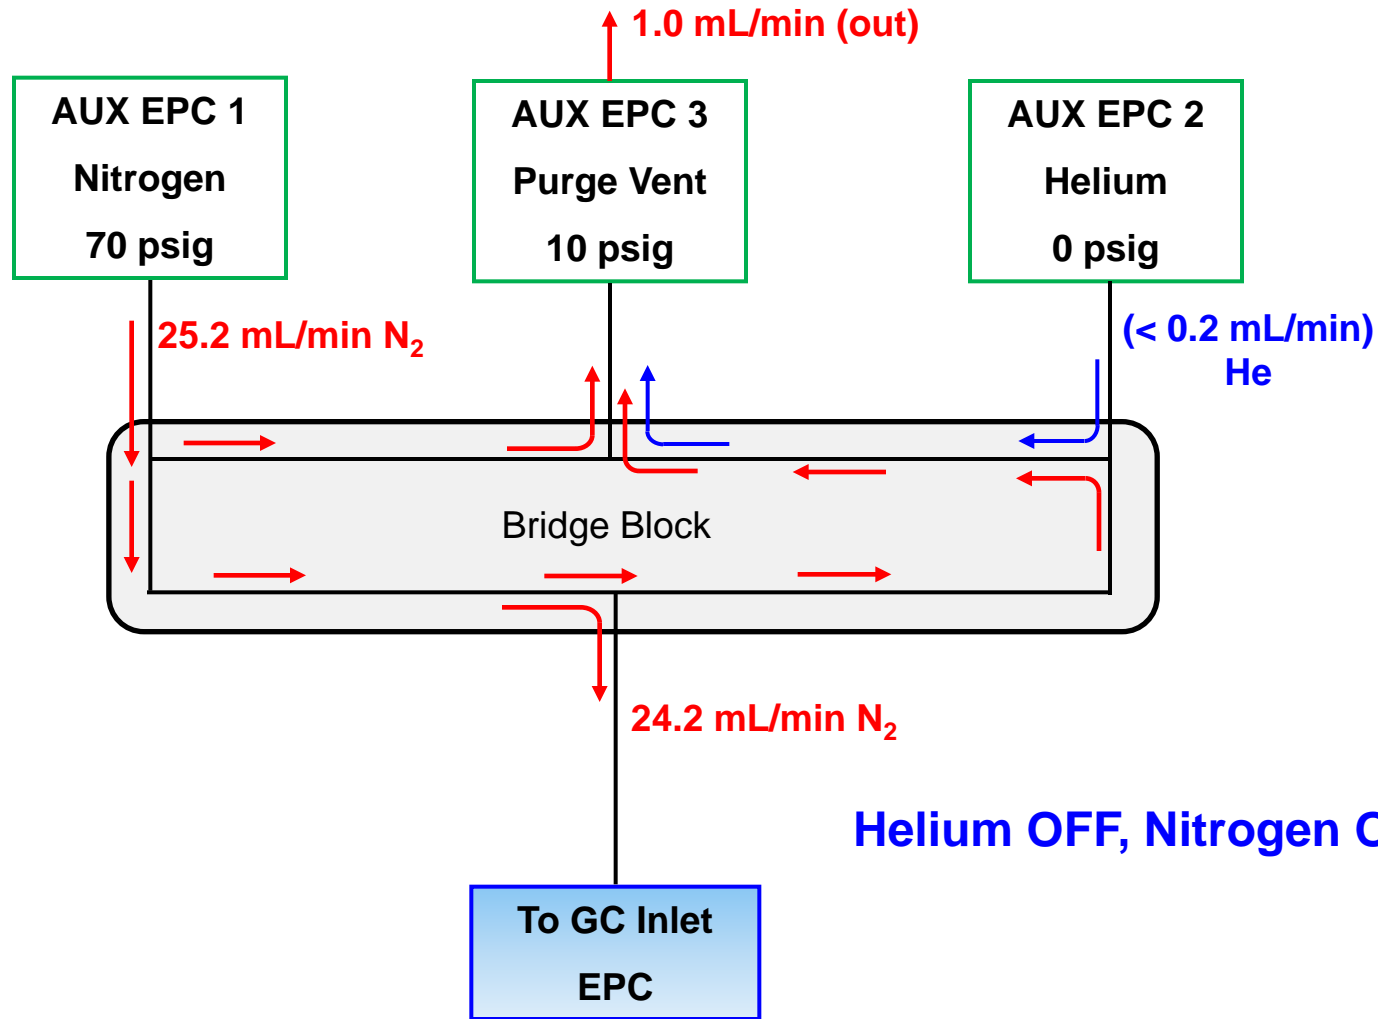 1.0 mL/min (out)
AUX EPC 1
Nitrogen
70 psig
AUX EPC 3
Purge Vent
10 psig
AUX EPC 2
Helium
0 psig
25.2 mL/min N₂
(< 0.2 mL/min)
He
Bridge Block
24.2 mL/min N₂
Helium OFF, Nitrogen
To GC Inlet
EPC